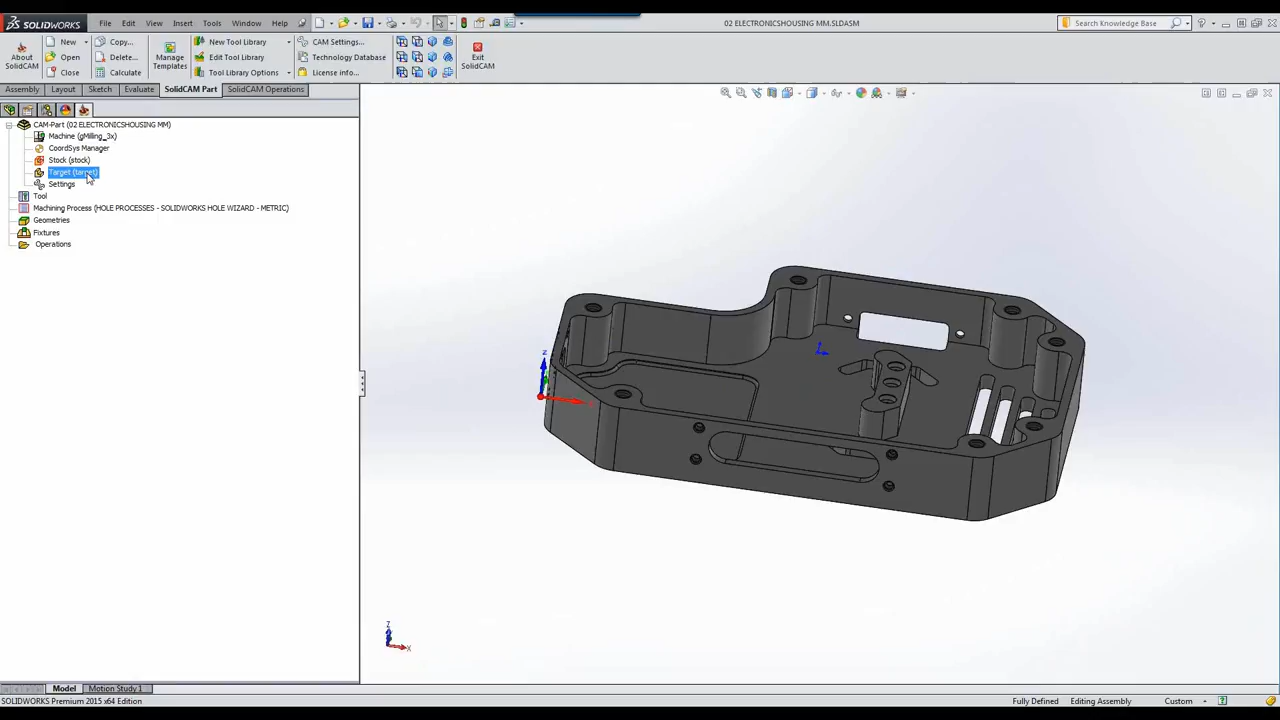 SOLIDWORKS File Edit View Insert Tools Window Help 02 ELECTRONICSHOUSING MM.SLDASM Search Knowledge Base
About SolidCAM
New
Open
Close
Copy...
Delete...
Calculate
Manage Templates
New Tool Library
Edit Tool Library
Tool Library Options
CAM Settings...
Technology Database
License info...
Exit SolidCAM
Assembly Layout Sketch Evaluate SolidCAM Part SolidCAM Operations
CAM-Part (02 ELECTRONICSHOUSING MM)
Machine (gMilling_3x)
CoordSys Manager
Stock (stock)
Target (target)
Settings
Tool
Machining Process (HOLE PROCESSES - SOLIDWORKS HOLE WIZARD - METRIC)
Geometries
Fixtures
Operations
Z
Z
X
Model Motion Study 1
SOLIDWORKS Premium 2015 x64 Edition Fully Defined Editing Assembly Custom